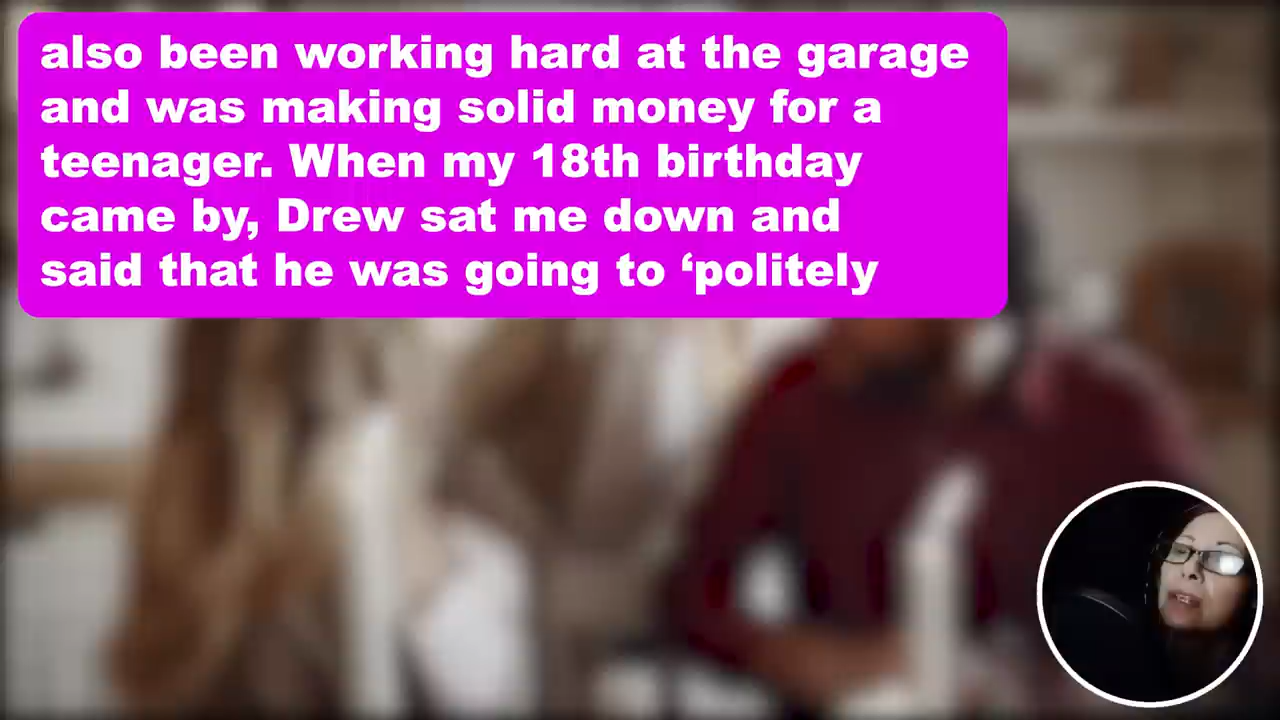 also been working hard at the garage
and was making solid money for a
teenager. When my 18th birthday
came by, Drew sat me down and
said that he was going to ‘politely